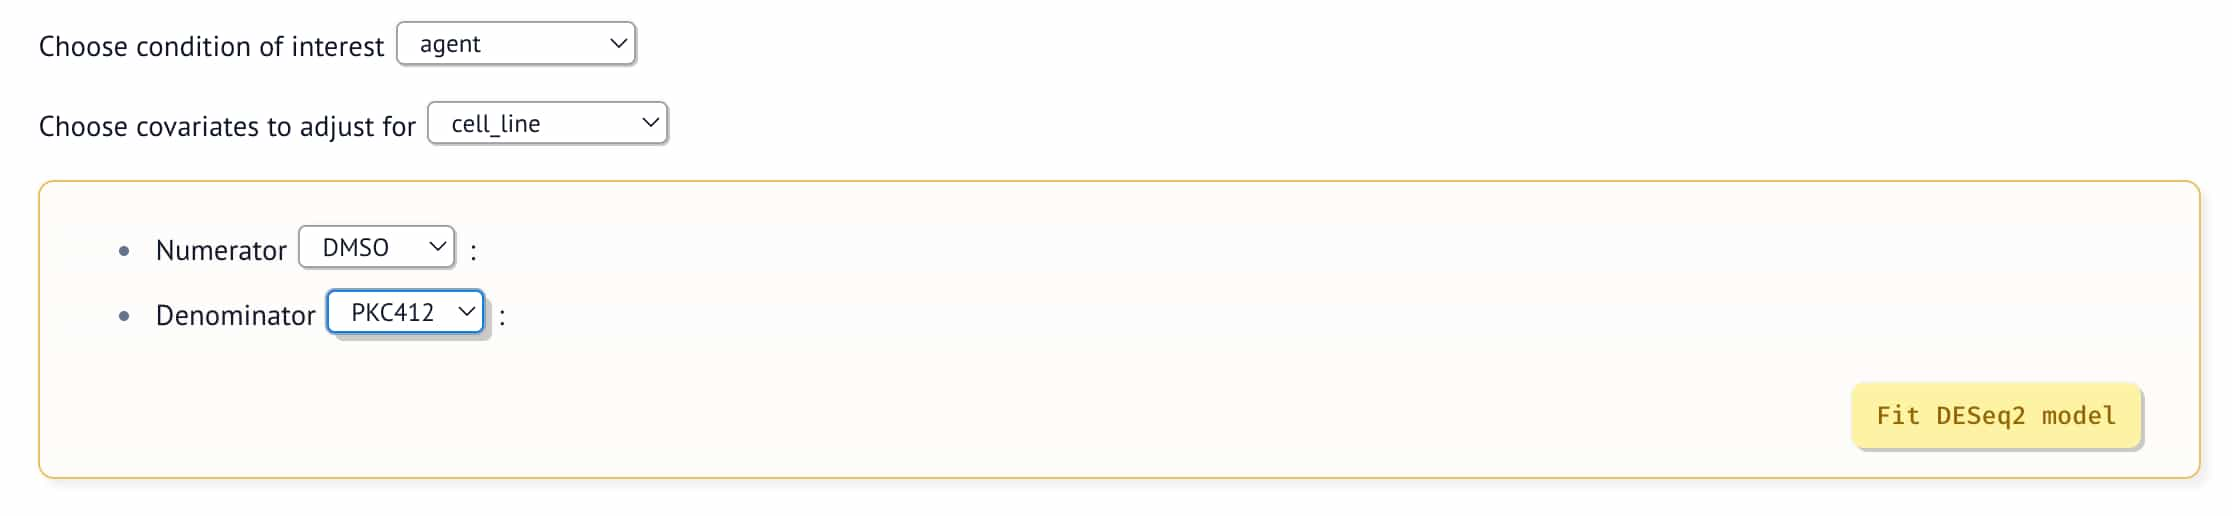 Choose condition of interest agent
Choose covariates to adjust for cell_line
• Numerator DMSO :
• Denominator PKC412 :
Fit DESeq2 model